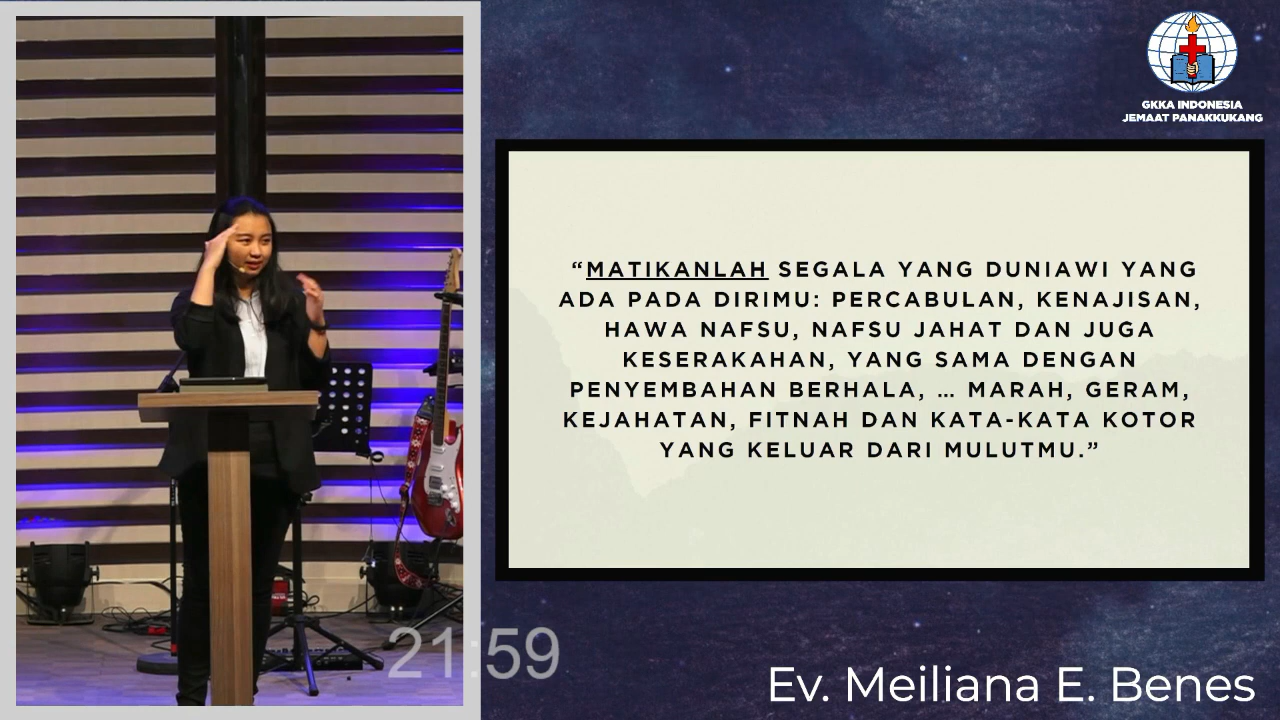 GKKA INDONESIA
JEMAAT PANAKKUKANG
“MATIKANLAH SEGALA YANG DUNIAWI YANG
ADA PADA DIRIMU: PERCABULAN, KENAJISAN,
HAWA NAFSU, NAFSU JAHAT DAN JUGA
KESERAKAHAN, YANG SAMA DENGAN
PENYEMBAHAN BERHALA, ... MARAH, GERAM,
KEJAHATAN, FITNAH DAN KATA-KATA KOTOR
YANG KELUAR DARI MULUTMU.”
21:59
Ev. Meiliana E. Benes